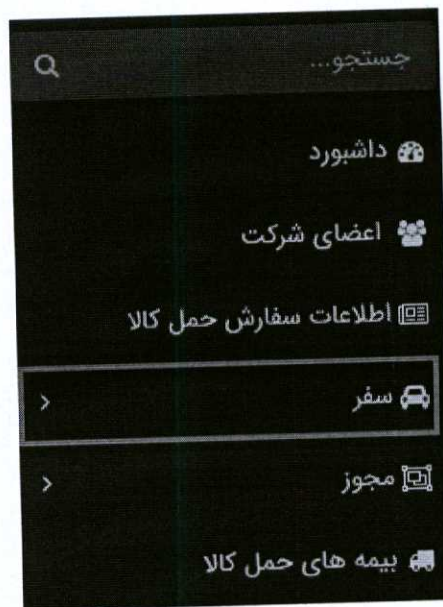 جستجو...
داشبورد
اعضای شرکت
اطلاعات سفارش حمل کالا
سفر
مجوز
بیمه های حمل کالا